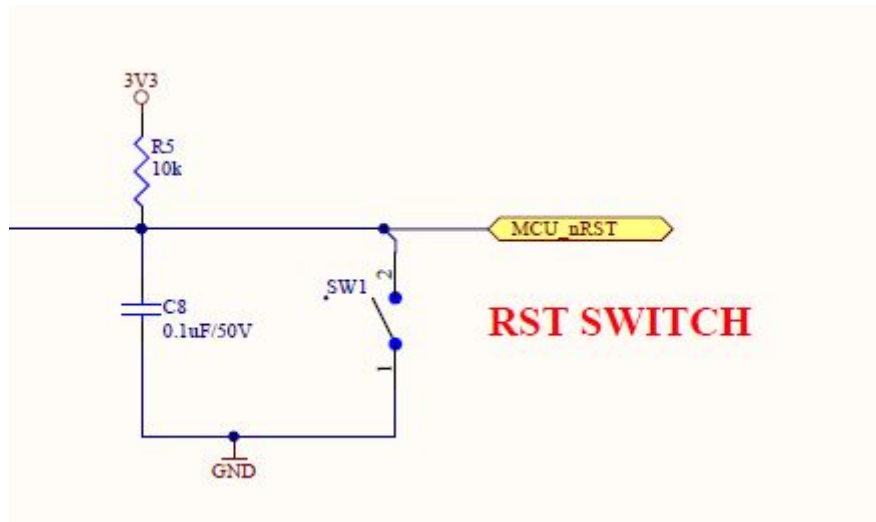 3V3
R5
10k
MCU_nRST
2
SW1
C8
0.1uF/50V
RST SWITCH
1
GND